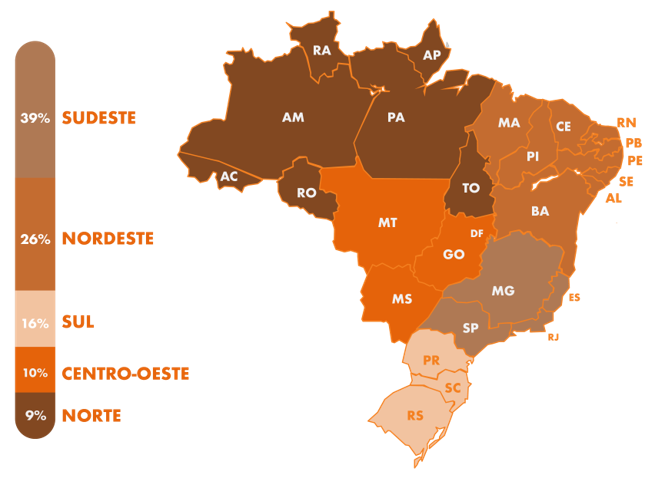 39% SUDESTE
26% NORDESTE
16% SUL
10% CENTRO-OESTE
9% NORTE
RA
AP
AM
PA
MA
CE
RN
PB
PI
PE
AC
RO
TO
SE
AL
BA
MT
DF
GO
MG
MS
ES
SP
RJ
PR
SC
RS